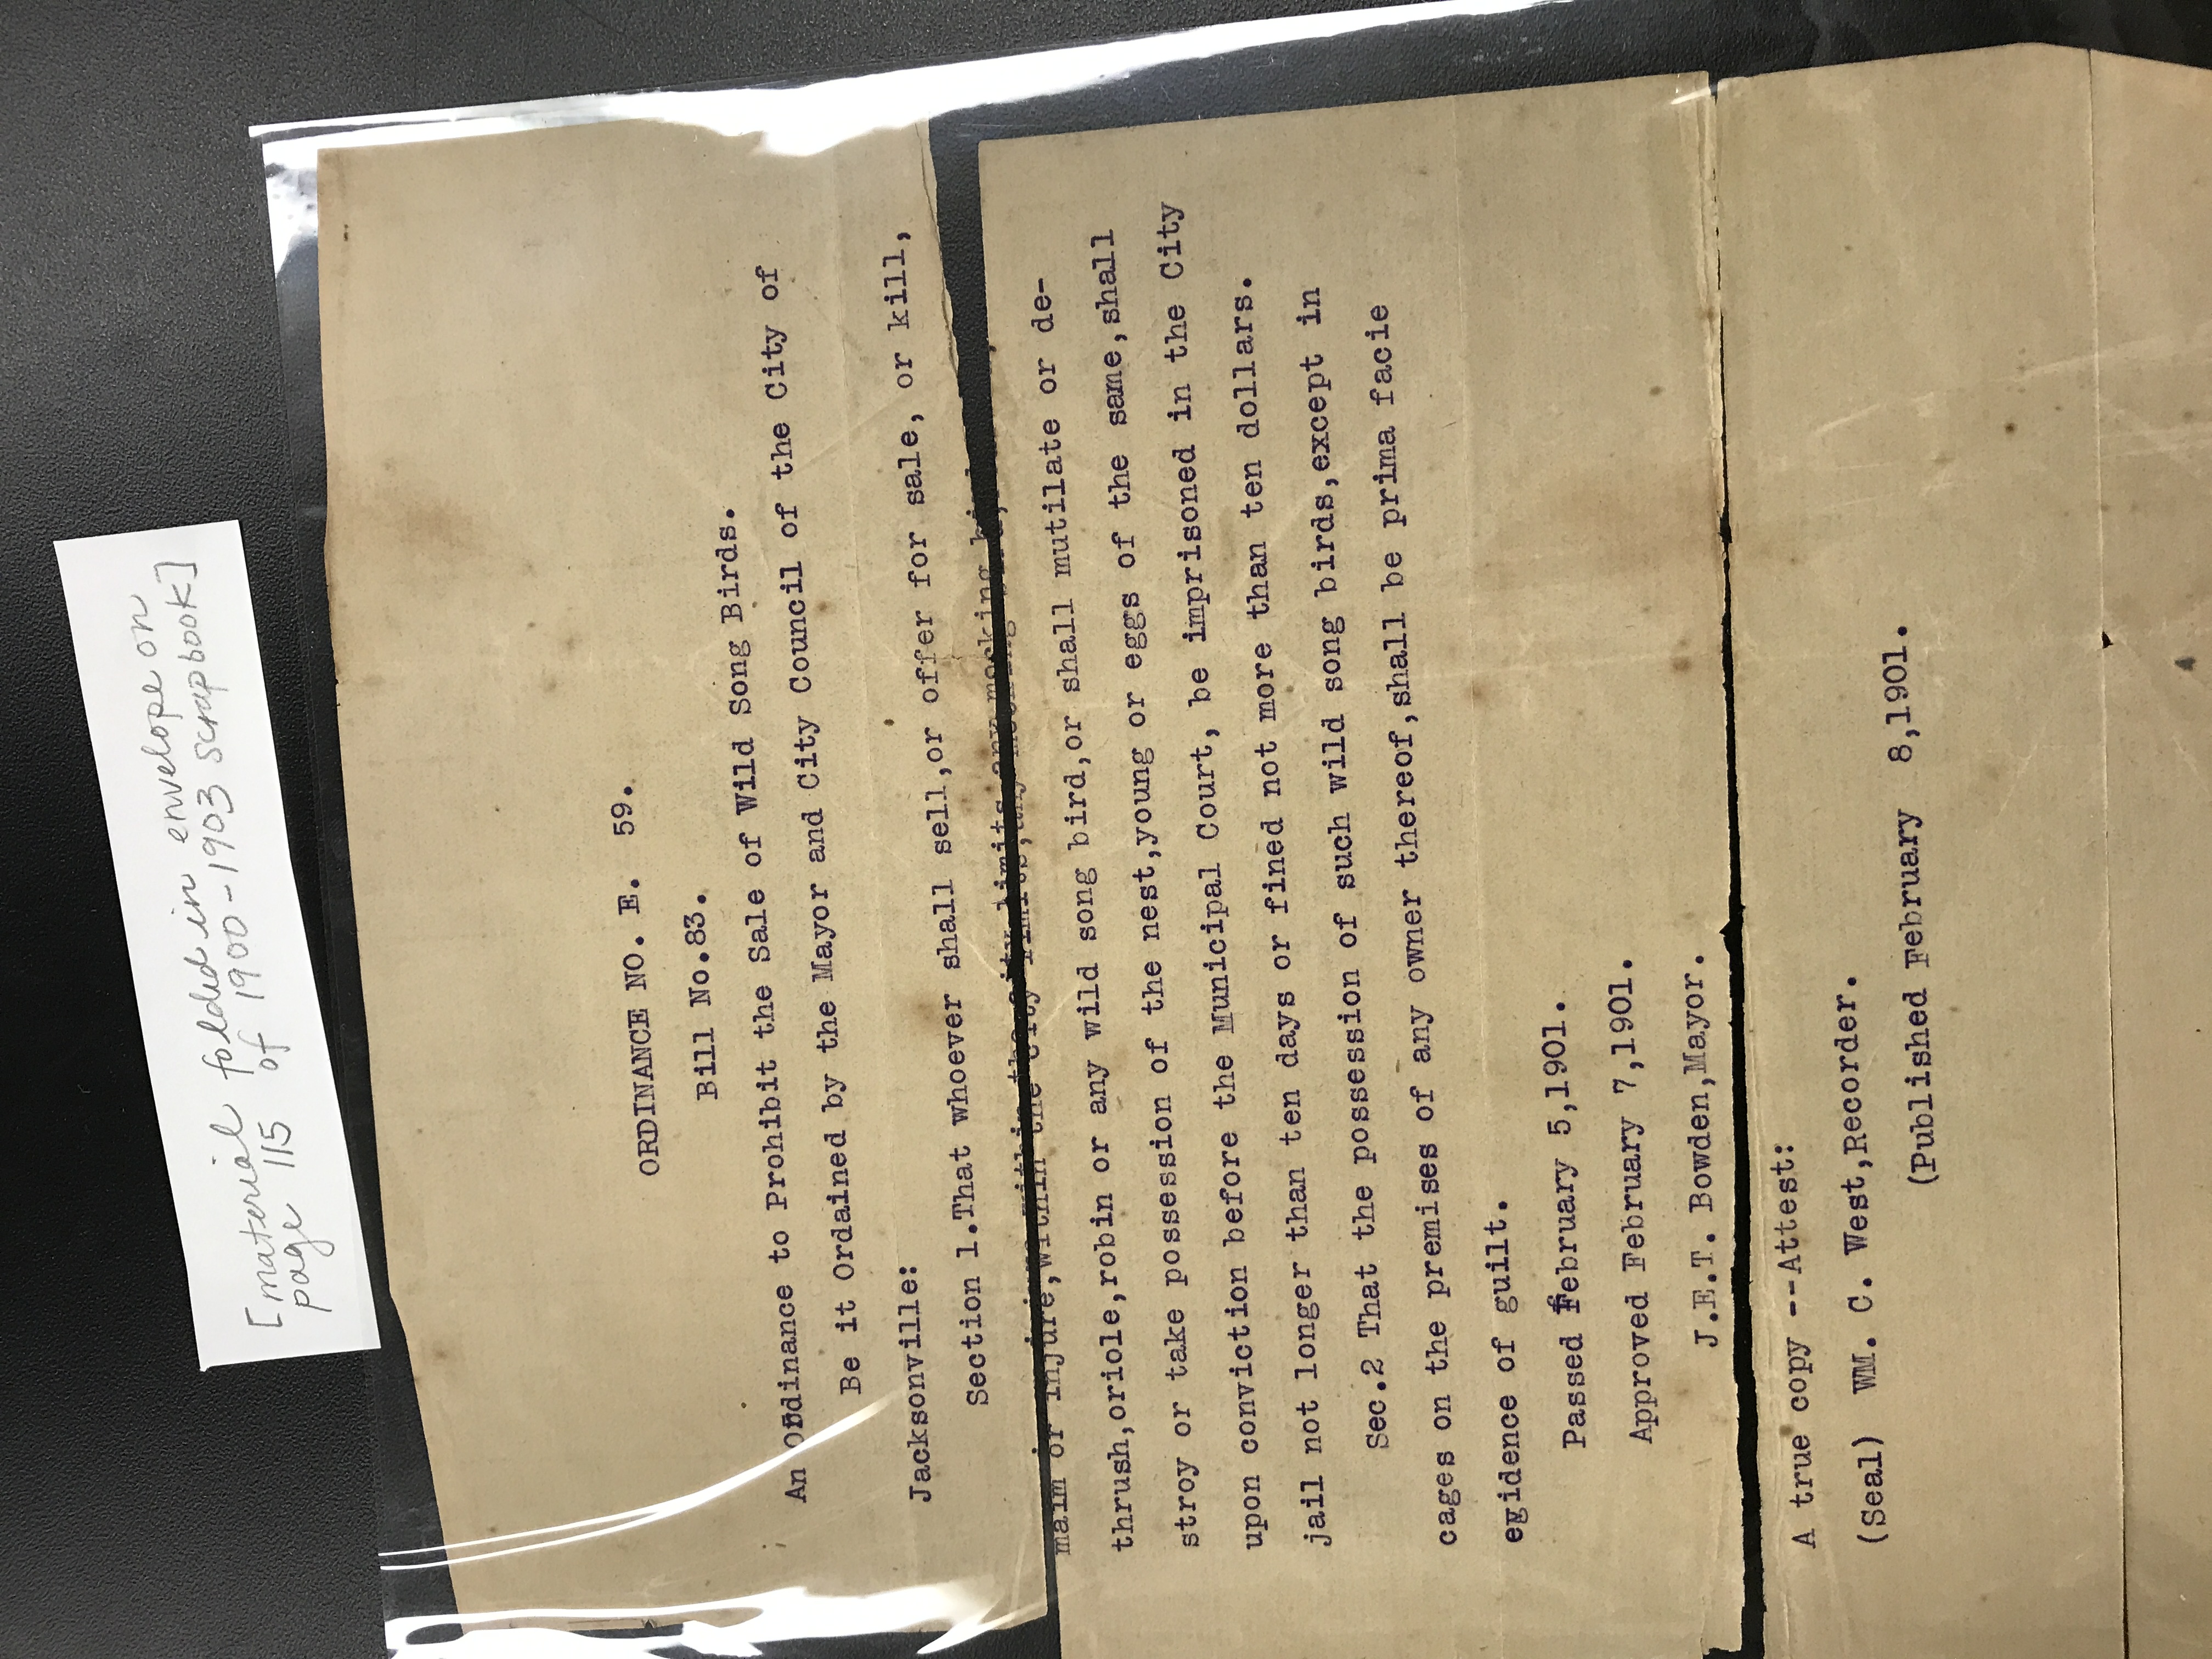 [material folded in envelope on
page 115 of 1900-1903 scrapbook]
ORDINANCE NO. E. 59.
Bill No.83.
An Ordinance to Prohibit the Sale of Wild Song Birds.
Be it Ordained by the Mayor and City Council of the City of
Jacksonville:
Section 1.That whoever shall sell,or offer for sale, or kill,
maim or injure,within the city limits,any mocking bird,
thrush,oriole,robin or any wild song bird,or shall mutilate or de-
stroy or take possession of the nest,young or eggs of the same,shall
upon conviction before the Municipal Court, be imprisoned in the City
jail not longer than ten days or fined not more than ten dollars.
Sec.2 That the possession of such wild song birds,except in
cages on the premises of any owner thereof,shall be prima facie
evidence of guilt.
Passed February 5,1901.
Approved February 7,1901.
J.E.T. Bowden,Mayor.
A true copy --Attest:
(Seal) WM. C. West,Recorder.
(Published February 8,1901.